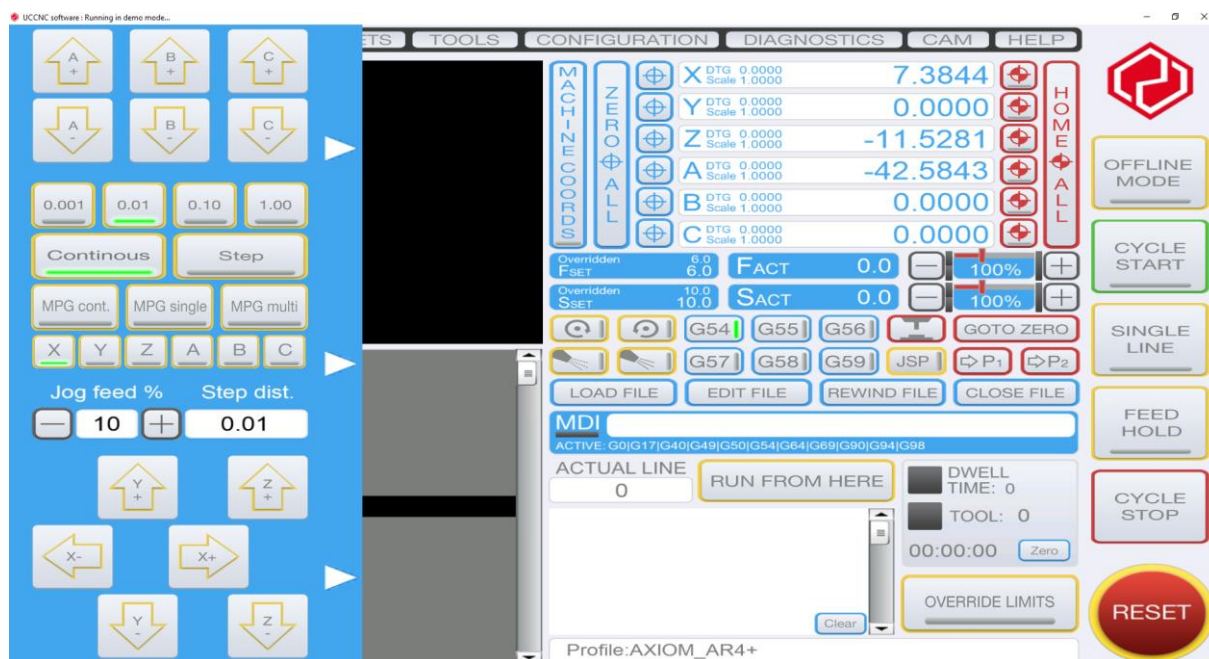 UCCNC software : Running in demo mode...
TS TOOLS CONFIGURATION DIAGNOSTICS CAM HELP
A + B + C +
A - B - C -
0.001 0.01 0.10 1.00
Continous Step
MPG cont. MPG single MPG multi
X Y Z A B C
Jog feed % Step dist.
10 0.01
Y + Z +
X- X+
Y - Z -
MACHINE COORDS
ZERO ALL
X DTG 0.0000 Scale 1.0000 7.3844
Y DTG 0.0000 Scale 1.0000 0.0000
Z DTG 0.0000 Scale 1.0000 -11.5281
A DTG 0.0000 Scale 1.0000 -42.5843
B DTG 0.0000 Scale 1.0000 0.0000
C DTG 0.0000 Scale 1.0000 0.0000
HOME ALL
Overridden 6.0
FSET 6.0 FACT 0.0 100%
Overridden 10.0
SSET 10.0 SACT 0.0 100%
G54 G55 G56 GOTO ZERO
G57 G58 G59 JSP P1 P2
LOAD FILE EDIT FILE REWIND FILE CLOSE FILE
MDI
ACTIVE: G0|G17|G40|G49|G50|G54|G64|G69|G90|G94|G98
ACTUAL LINE
0
RUN FROM HERE
DWELL
TIME: 0
TOOL: 0
00:00:00 Zero
Clear
OVERRIDE LIMITS
Profile:AXIOM_AR4+
OFFLINE
MODE
CYCLE
START
SINGLE
LINE
FEED
HOLD
CYCLE
STOP
RESET